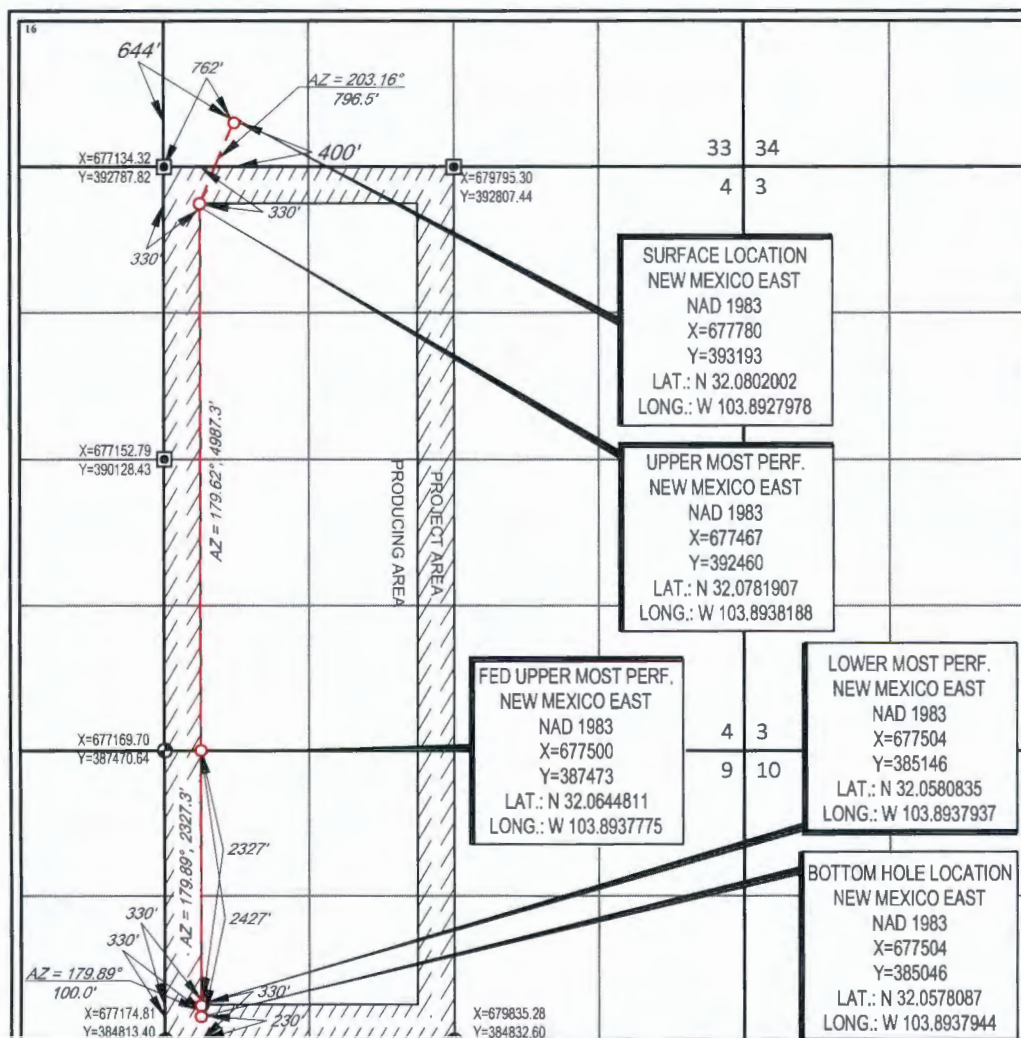 16
644'
762'
AZ = 203.16°
796.5'
400'
X=677134.32
Y=392787.82
X=679795.30
Y=392807.44
33 34
4 3
330'
330'
SURFACE LOCATION
NEW MEXICO EAST
NAD 1983
X=677780
Y=393193
LAT.: N 32.0802002
LONG.: W 103.8927978
X=677152.79
Y=390128.43
AZ = 179.62°, 4987.3'
PRODUCING AREA
PROJECT AREA
UPPER MOST PERF.
NEW MEXICO EAST
NAD 1983
X=677467
Y=392460
LAT.: N 32.0781907
LONG.: W 103.8938188
X=677169.70
Y=387470.64
FED UPPER MOST PERF.
NEW MEXICO EAST
NAD 1983
X=677500
Y=387473
LAT.: N 32.0644811
LONG.: W 103.8937775
4 3
9 10
LOWER MOST PERF.
NEW MEXICO EAST
NAD 1983
X=677504
Y=385146
LAT.: N 32.0580835
LONG.: W 103.8937937
AZ = 179.89°, 2327.3'
2327'
2427'
330'
330'
AZ = 179.89°
100.0'
330'
230'
X=677174.81
Y=384813.40
X=679835.28
Y=384832.60
BOTTOM HOLE LOCATION
NEW MEXICO EAST
NAD 1983
X=677504
Y=385046
LAT.: N 32.0578087
LONG.: W 103.8937944